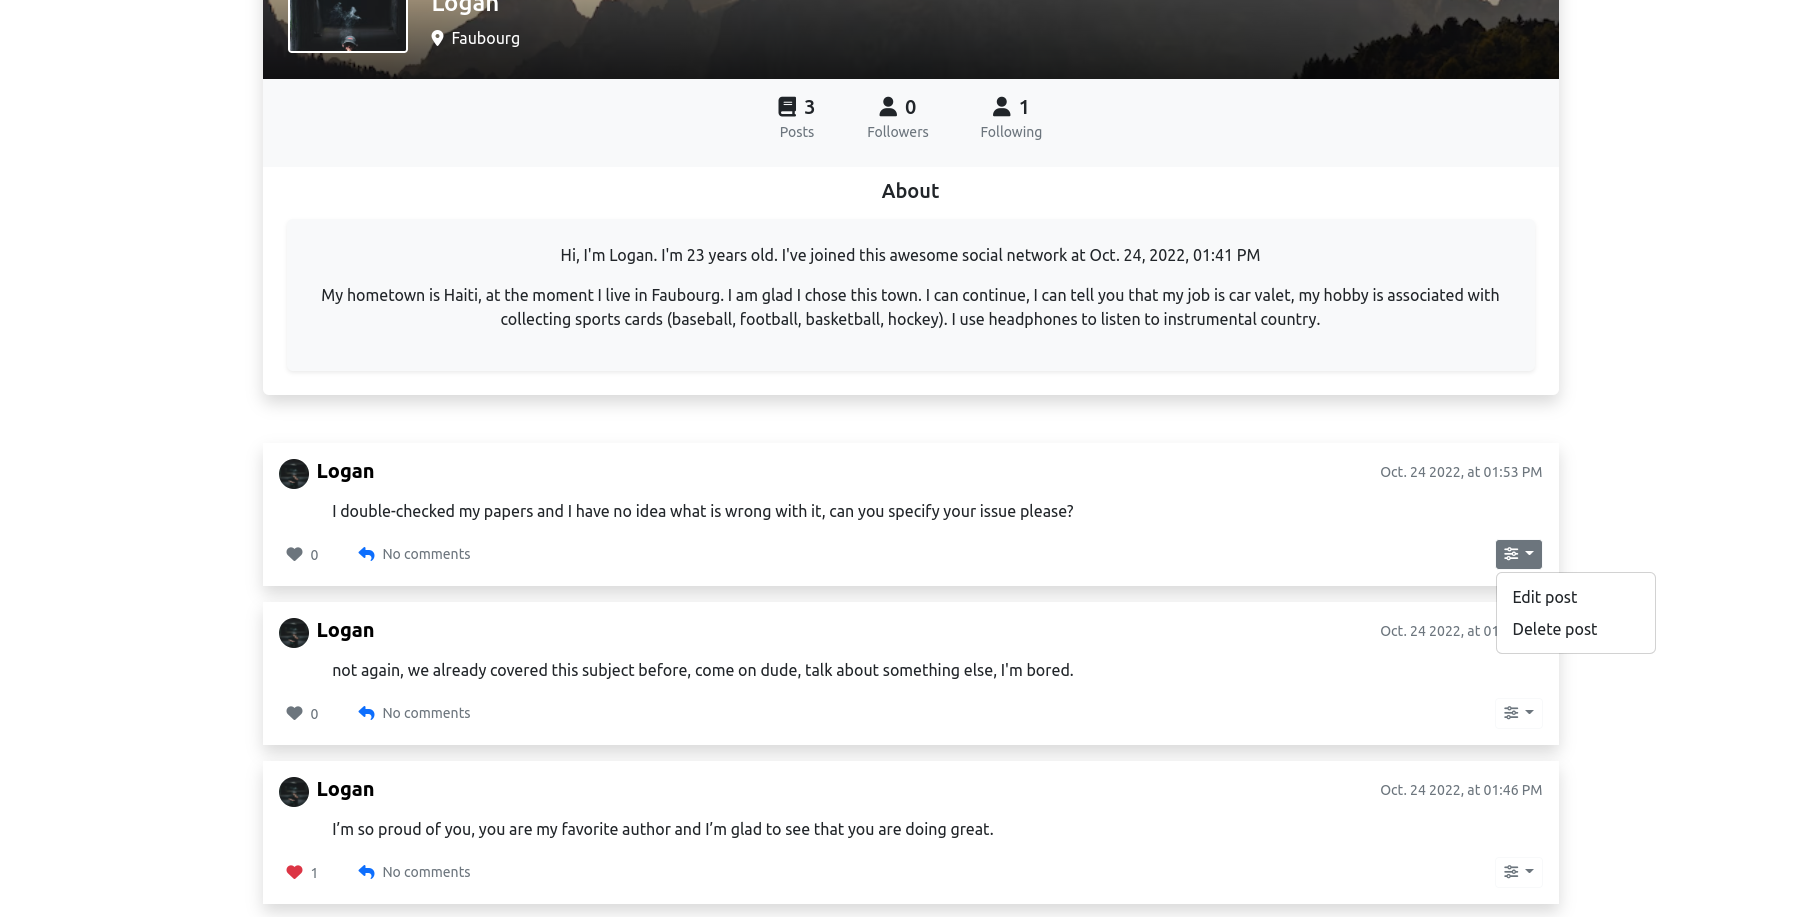 Logan
Faubourg
3
Posts
0
Followers
1
Following
About
Hi, I'm Logan. I'm 23 years old. I've joined this awesome social network at Oct. 24, 2022, 01:41 PM
My hometown is Haiti, at the moment I live in Faubourg. I am glad I chose this town. I can continue, I can tell you that my job is car valet, my hobby is associated with
collecting sports cards (baseball, football, basketball, hockey). I use headphones to listen to instrumental country.
Logan
Oct. 24 2022, at 01:53 PM
I double-checked my papers and I have no idea what is wrong with it, can you specify your issue please?
0
No comments
Edit post
Delete post
Logan
Oct. 24 2022, at 01
not again, we already covered this subject before, come on dude, talk about something else, I'm bored.
0
No comments
Logan
Oct. 24 2022, at 01:46 PM
I’m so proud of you, you are my favorite author and I’m glad to see that you are doing great.
1
No comments